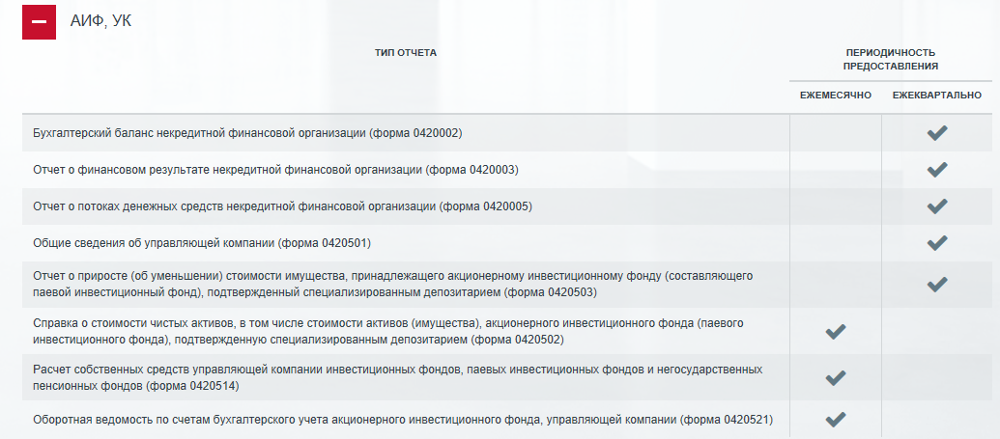 АИФ, УК
ТИП ОТЧЕТА
ПЕРИОДИЧНОСТЬ
ПРЕДОСТАВЛЕНИЯ
ЕЖЕМЕСЯЧНО
ЕЖЕКВАРТАЛЬНО
Бухгалтерский баланс некредитной финансовой организации (форма 0420002)
Отчет о финансовом результате некредитной финансовой организации (форма 0420003)
Отчет о потоках денежных средств некредитной финансовой организации (форма 0420005)
Общие сведения об управляющей компании (форма 0420501)
Отчет о приросте (об уменьшении) стоимости имущества, принадлежащего акционерному инвестиционному фонду (составляющего
паевой инвестиционный фонд), подтвержденный специализированным депозитарием (форма 0420503)
Справка о стоимости чистых активов, в том числе стоимости активов (имущества), акционерного инвестиционного фонда (паевого
инвестиционного фонда), подтвержденную специализированным депозитарием (форма 0420502)
Расчет собственных средств управляющей компании инвестиционных фондов, паевых инвестиционных фондов и негосударственных
пенсионных фондов (форма 0420514)
Оборотная ведомость по счетам бухгалтерского учета акционерного инвестиционного фонда, управляющей компании (форма 0420521)